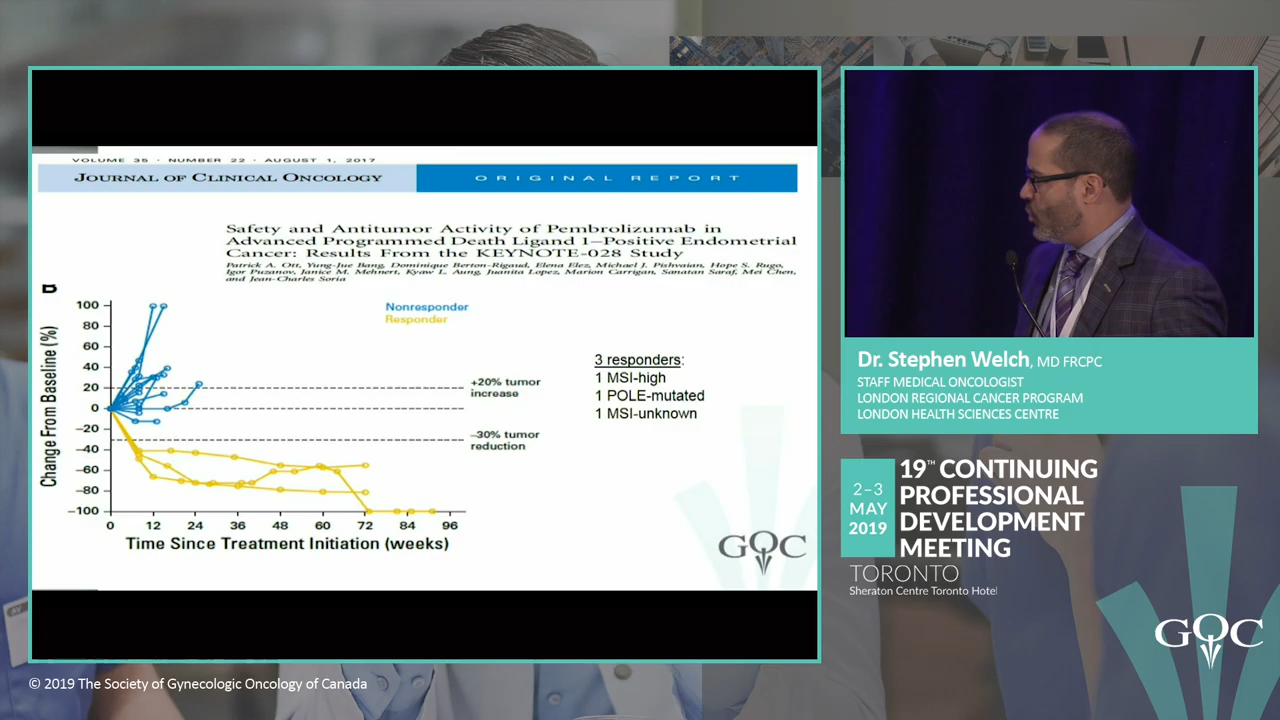 VOLUME 35 · NUMBER 22 · AUGUST 1, 2017
JOURNAL OF CLINICAL ONCOLOGY
ORIGINAL REPORT
Safety and Antitumor Activity of Pembrolizumab in
Advanced Programmed Death Ligand 1–Positive Endometrial
Cancer: Results From the KEYNOTE-028 Study
Patrick A. Ott, Yung-Jue Bang, Dominique Berton-Rigaud, Elena Elez, Michael J. Pishvaian, Hope S. Rugo,
Igor Puzanov, Janice M. Mehnert, Kyaw L. Aung, Juanita Lopez, Marion Carrigan, Sanatan Saraf, Mei Chen,
and Jean-Charles Soria
Change From Baseline (%)
100
80
60
40
20
0
–20
–40
–60
–80
–100
Nonresponder
Responder
+20% tumor
increase
–30% tumor
reduction
0 12 24 36 48 60 72 84 96
Time Since Treatment Initiation (weeks)
3 responders:
1 MSI-high
1 POLE-mutated
1 MSI-unknown
GOC
Dr. Stephen Welch, MD FRCPC
STAFF MEDICAL ONCOLOGIST
LONDON REGIONAL CANCER PROGRAM
LONDON HEALTH SCIENCES CENTRE
2–3
MAY
2019
19™ CONTINUING
PROFESSIONAL
DEVELOPMENT
MEETING
TORONTO
Sheraton Centre Toronto Hotel
GOC
© 2019 The Society of Gynecologic Oncology of Canada